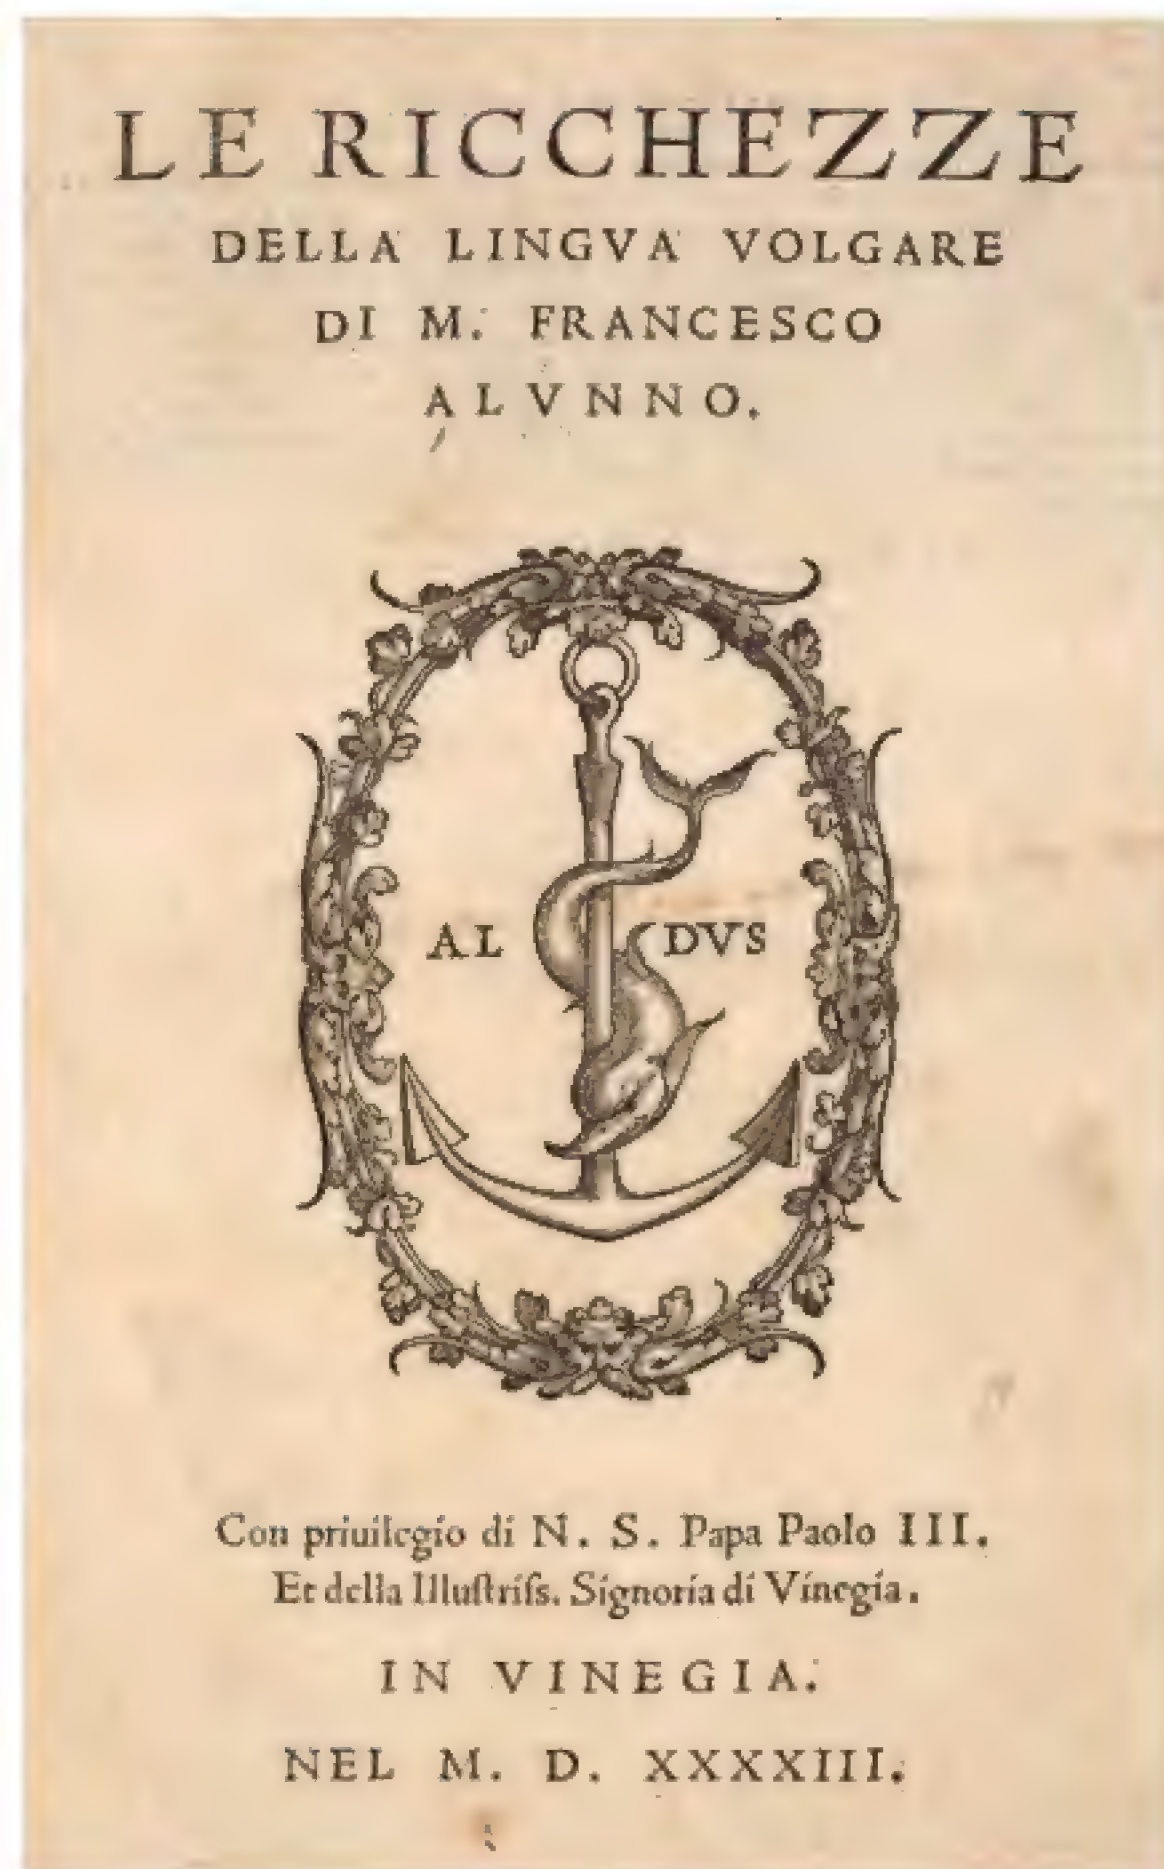 LE RICCHEZZE
DELLA LINGVA VOLGARE
DI M. FRANCESCO
ALVNNO.
AL DVS
Con priuilegio di N. S. Papa Paolo III.
Et della Illuſtriſs. Signoria di Vinegia.
IN VINEGIA.
NEL M. D. XXXXIII.